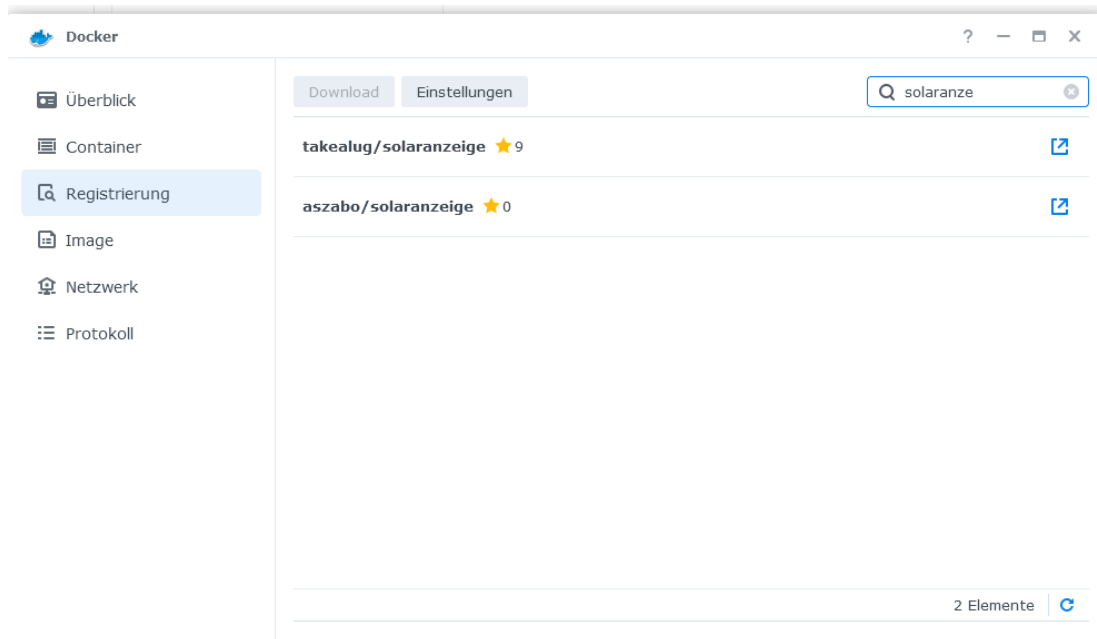 Docker
?
Überblick
Container
Registrierung
Image
Netzwerk
Protokoll
Download Einstellungen solaranze
takealug/solaranzeige 9
aszabo/solaranzeige 0
2 Elemente